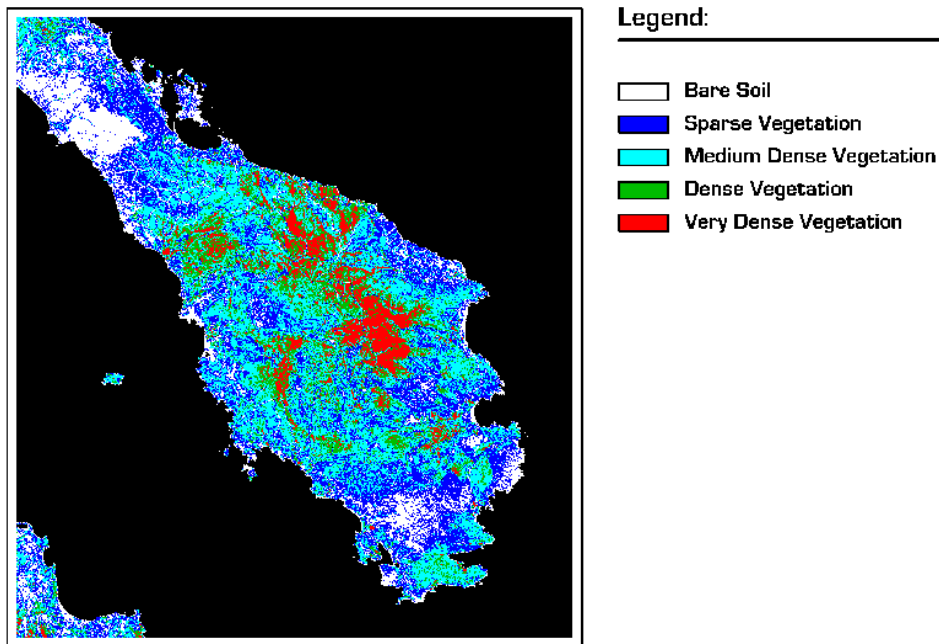 Legend:
Bare Soil
Sparse Vegetation
Medium Dense Vegetation
Dense Vegetation
Very Dense Vegetation